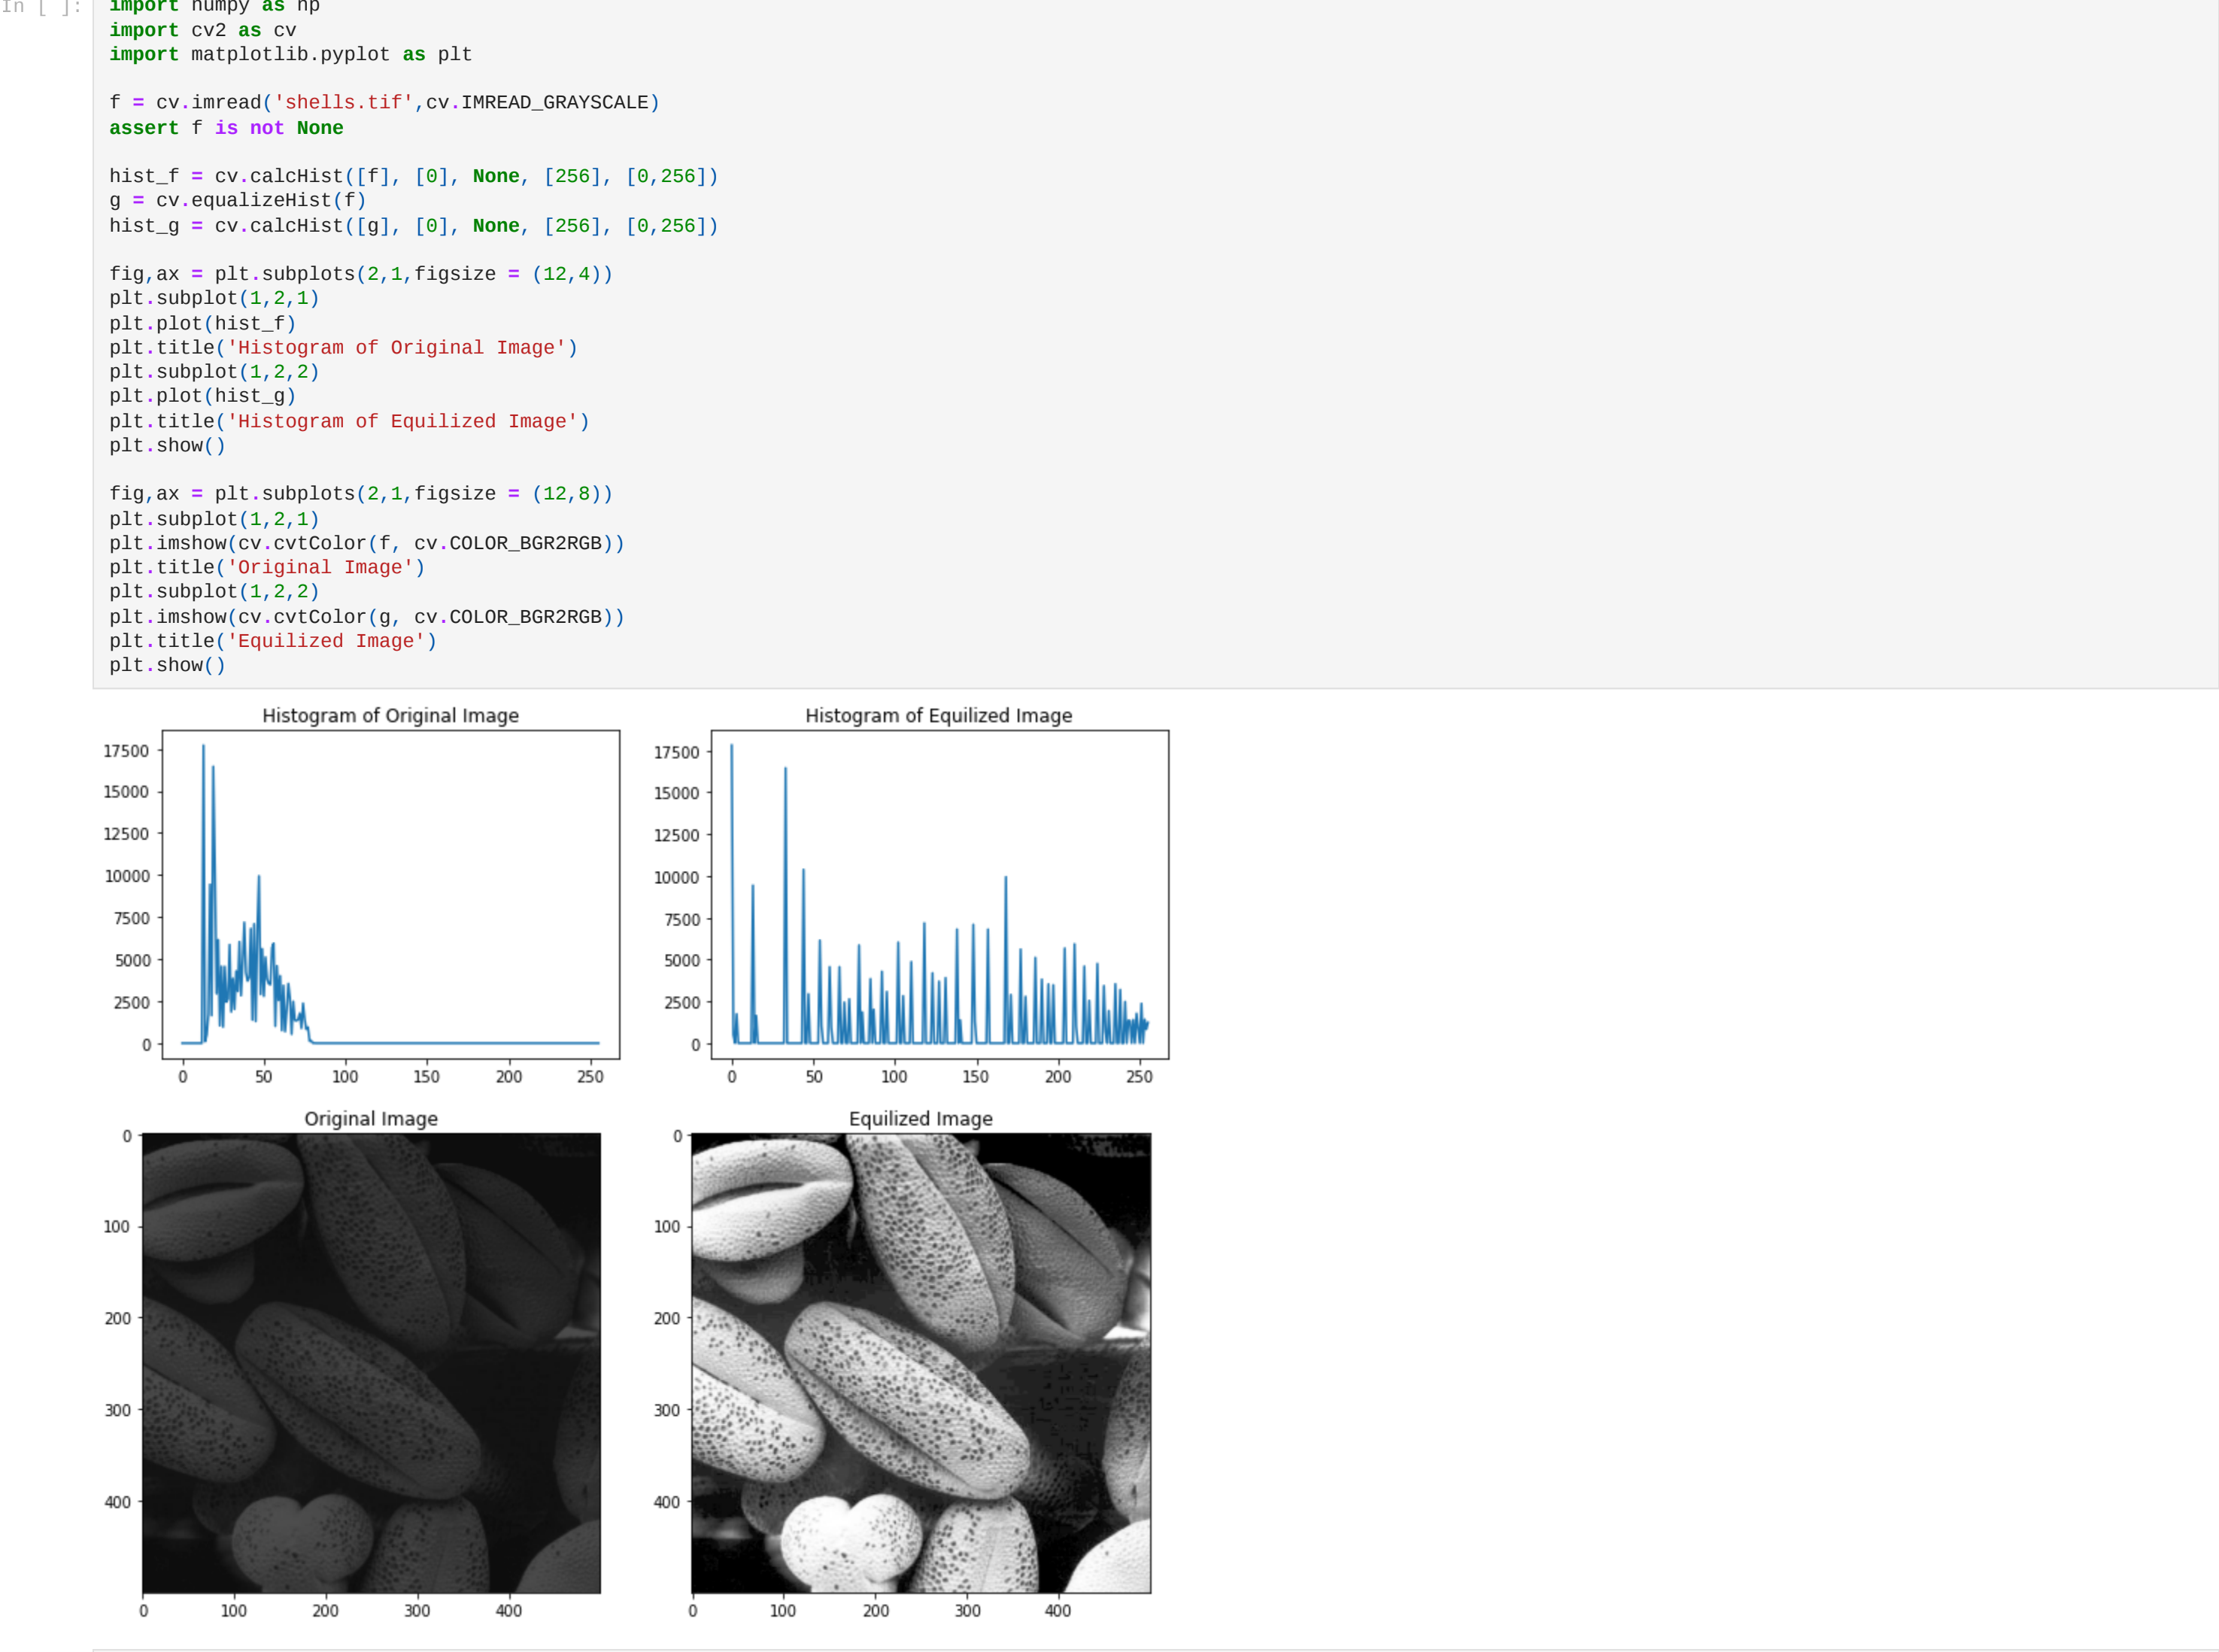 In [ ]:
import numpy as np
import cv2 as cv
import matplotlib.pyplot as plt
f = cv.imread('shells.tif',cv.IMREAD_GRAYSCALE)
assert f is not None
hist_f = cv.calcHist([f], [0], None, [256], [0,256])
g = cv.equalizeHist(f)
hist_g = cv.calcHist([g], [0], None, [256], [0,256])
fig,ax = plt.subplots(2,1,figsize = (12,4))
plt.subplot(1,2,1)
plt.plot(hist_f)
plt.title('Histogram of Original Image')
plt.subplot(1,2,2)
plt.plot(hist_g)
plt.title('Histogram of Equilized Image')
plt.show()
fig,ax = plt.subplots(2,1,figsize = (12,8))
plt.subplot(1,2,1)
plt.imshow(cv.cvtColor(f, cv.COLOR_BGR2RGB))
plt.title('Original Image')
plt.subplot(1,2,2)
plt.imshow(cv.cvtColor(g, cv.COLOR_BGR2RGB))
plt.title('Equilized Image')
plt.show()
Histogram of Original Image
17500
15000
12500
10000
7500
5000
2500
0
0 50 100 150 200 250
Histogram of Equilized Image
17500
15000
12500
10000
7500
5000
2500
0
0 50 100 150 200 250
Original Image
0
100
200
300
400
0 100 200 300 400
Equilized Image
0
100
200
300
400
0 100 200 300 400